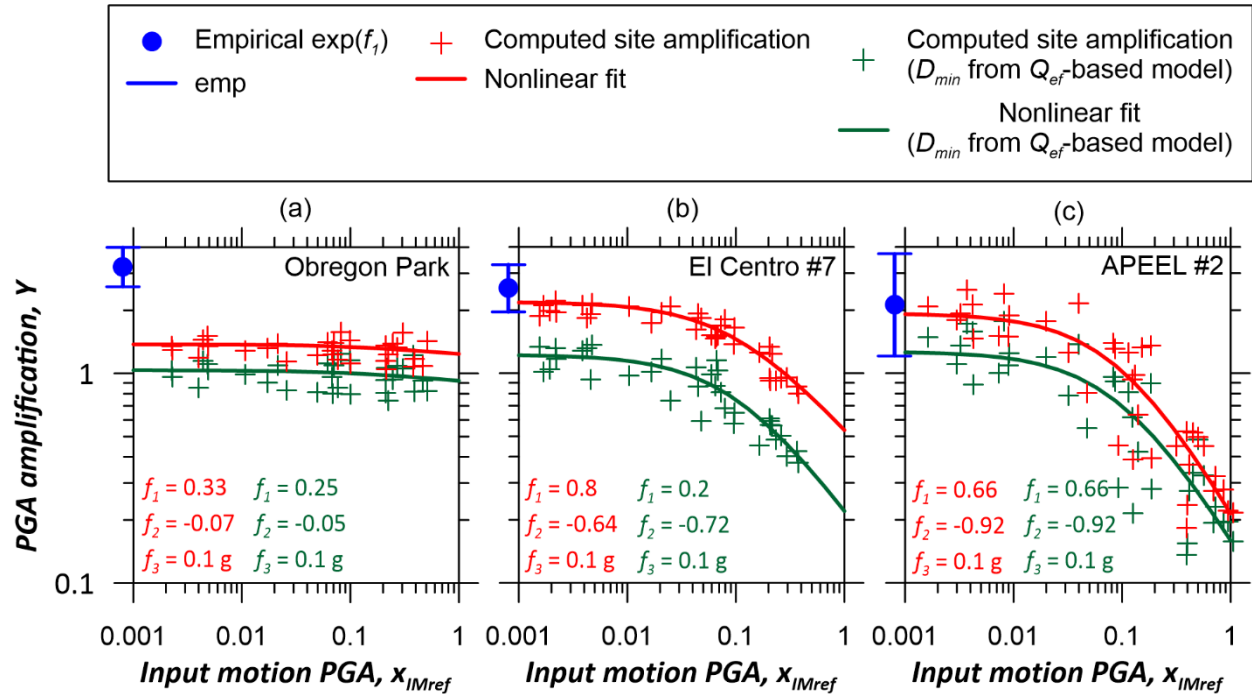 Empirical exp(f1)
emp
Computed site amplification
Nonlinear fit
Computed site amplification
(Dmin from Qef-based model)
Nonlinear fit
(Dmin from Qef-based model)
PGA amplification, Y
(a)
Obregon Park
f1 = 0.33 f1 = 0.25
f2 = -0.07 f2 = -0.05
f3 = 0.1 g f3 = 0.1 g
1
0.1
0.001 0.01 0.1 1
Input motion PGA, xIMref
(b)
El Centro #7
f1 = 0.8 f1 = 0.2
f2 = -0.64 f2 = -0.72
f3 = 0.1 g f3 = 0.1 g
0.001 0.01 0.1 1
Input motion PGA, xIMref
(c)
APEEL #2
f1 = 0.66 f1 = 0.66
f2 = -0.92 f2 = -0.92
f3 = 0.1 g f3 = 0.1 g
0.001 0.01 0.1 1
Input motion PGA, xIMref